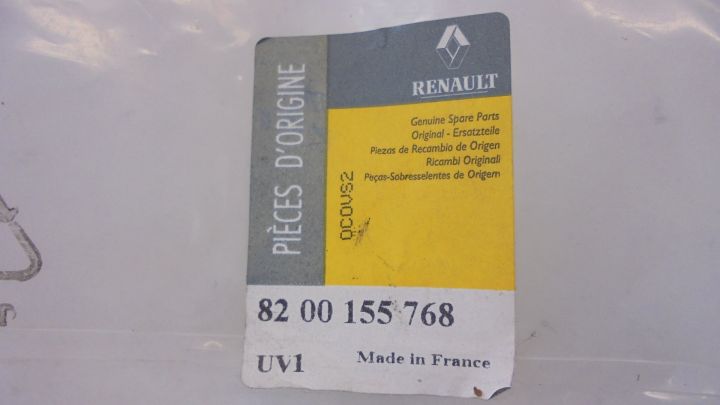 PIÈCES D'ORIGINE
RENAULT
Genuine Spare Parts
Original - Ersatzteile
Piezas de Recambio de Origen
Ricambi Originali
Peças-Sobresselentes de Origem
QCOVS2
82 00 155 768
UV1
Made in France